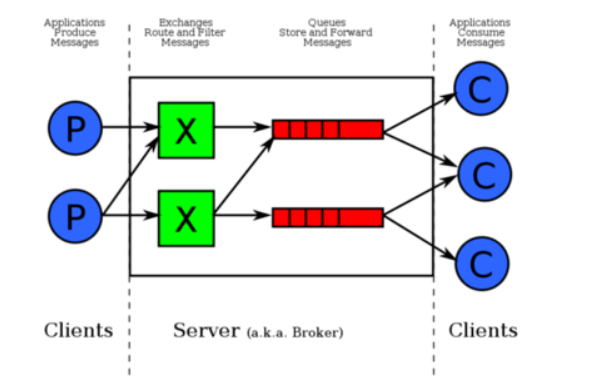 Applications
Produce
Messages
Exchanges
Route and Filter
Messages
Queues
Store and Forward
Messages
Applications
Consume
Messages
P
X
C
P
X
C
C
Clients
Server (a.k.a. Broker)
Clients